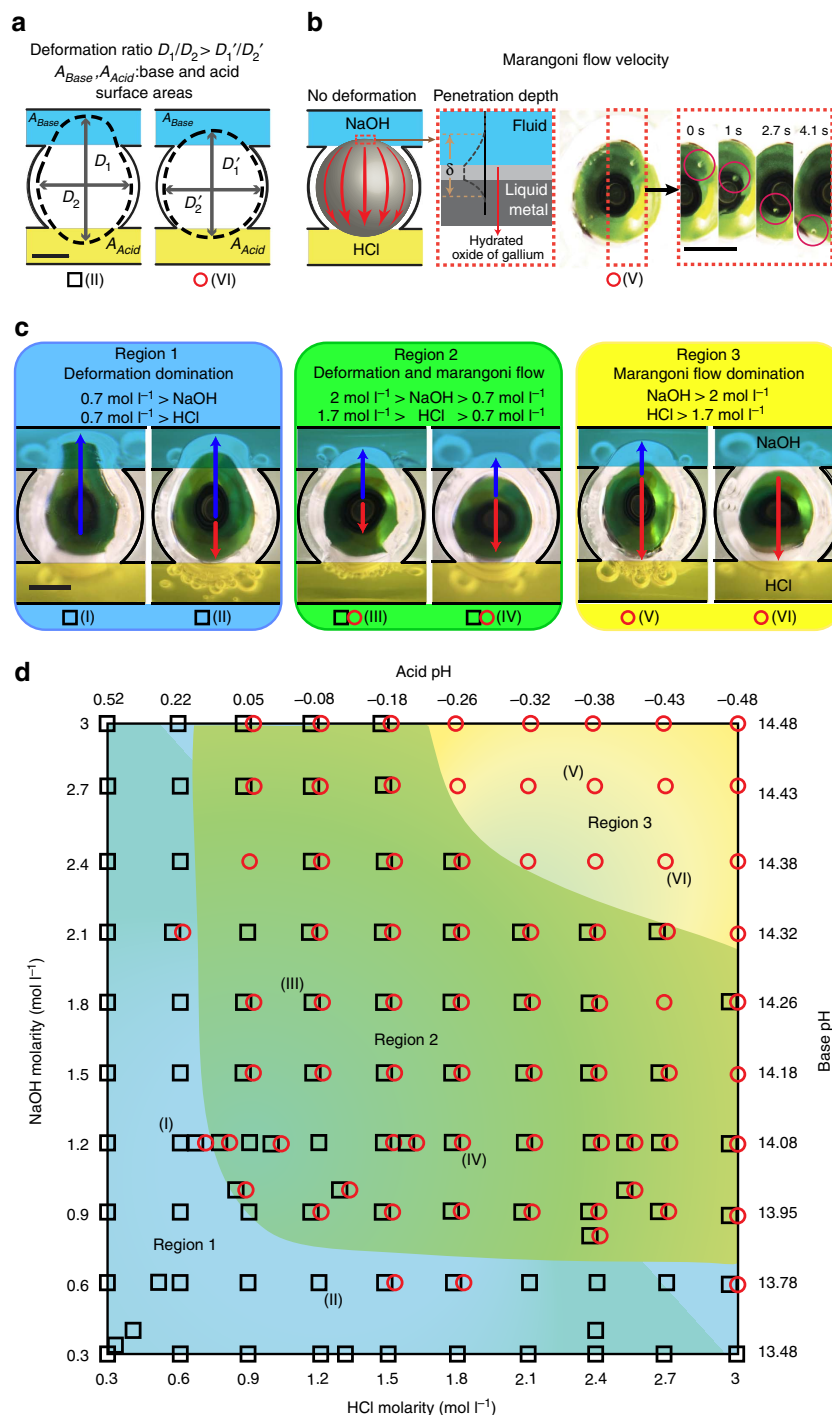 a
Deformation ratio D1/D2 > D1′/D2′
ABase, AAcid: base and acid
surface areas
ABase
D1
D2
AAcid
(II)
ABase
D1′
D2′
AAcid
(VI)
b
Marangoni flow velocity
No deformation
NaOH
HCl
Penetration depth
Fluid
δ
Liquid
metal
Hydrated
oxide of gallium
0 s
1 s
2.7 s
4.1 s
(V)
c
Region 1
Deformation domination
0.7 mol l−1 > NaOH
0.7 mol l−1 > HCl
(I)
(II)
Region 2
Deformation and marangoni flow
2 mol l−1 > NaOH > 0.7 mol l−1
1.7 mol l−1 > HCl > 0.7 mol l−1
(III)
(IV)
Region 3
Marangoni flow domination
NaOH > 2 mol l−1
HCl > 1.7 mol l−1
NaOH
HCl
(V)
(VI)
d
Acid pH
0.52 0.22 0.05 −0.08 −0.18 −0.26 −0.32 −0.38 −0.43 −0.48
3 14.48
2.7 14.43
2.4 14.38
2.1 14.32
1.8 14.26
1.5 14.18
1.2 14.08
0.9 13.95
0.6 13.78
0.3 13.48
NaOH molarity (mol l−1)
Base pH
(V)
Region 3
(VI)
(III)
Region 2
(I)
(IV)
Region 1
(II)
0.3 0.6 0.9 1.2 1.5 1.8 2.1 2.4 2.7 3
HCl molarity (mol l−1)